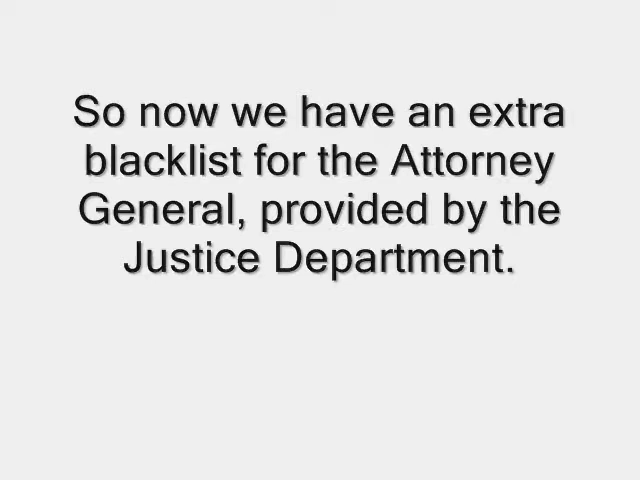 So now we have an extra
blacklist for the Attorney
General, provided by the
Justice Department.